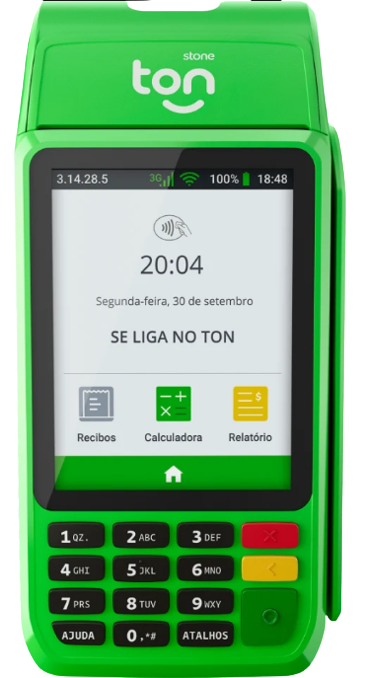 stone
ton
3.14.28.5 3G 100% 18:48
20:04
Segunda-feira, 30 de setembro
SE LIGA NO TON
$
Recibos Calculadora Relatório
1 QZ. 2 ABC 3 DEF
4 GHI 5 JKL 6 MNO
7 PRS 8 TUV 9 WXY
AJUDA 0,*# ATALHOS